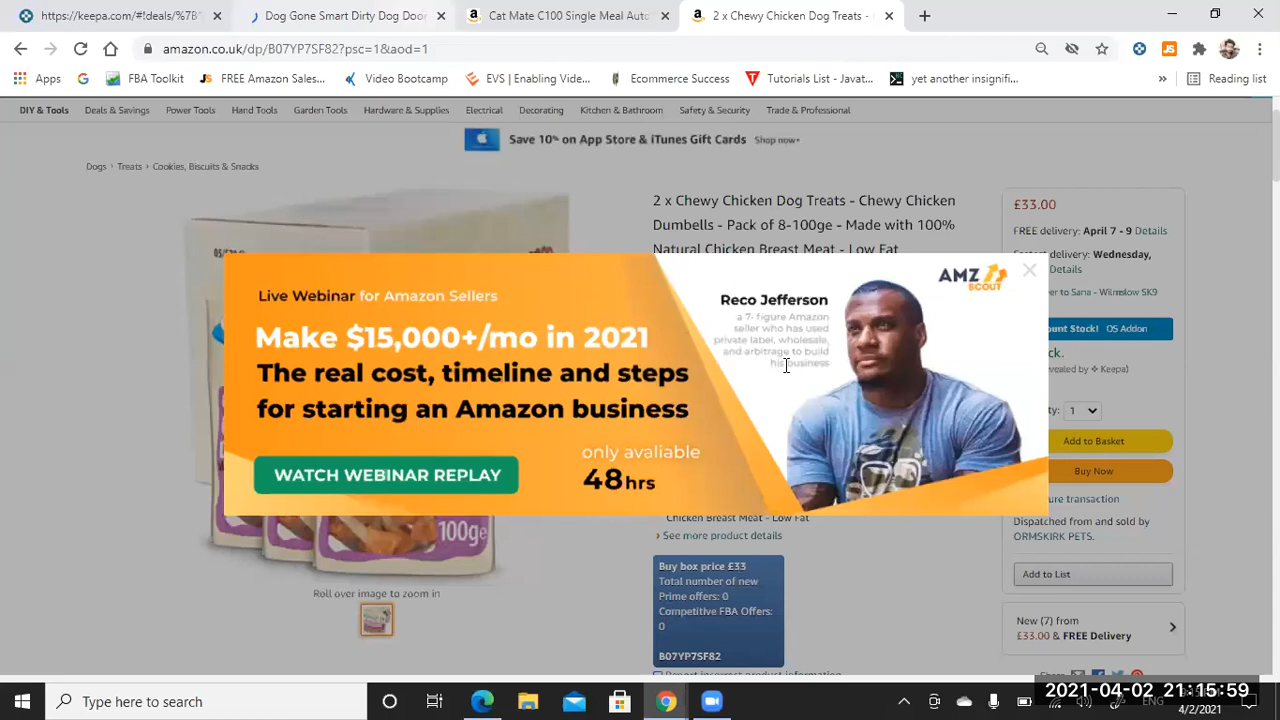 https://keepa.com/#!deals/%7B"
Dog Gone Smart Dirty Dog Door
Cat Mate C100 Single Meal Auto
2 x Chewy Chicken Dog Treats -
amazon.co.uk/dp/B07YP7SF82?psc=1&aod=1
Apps
FBA Toolkit
FREE Amazon Sales...
Video Bootcamp
EVS | Enabling Vide...
Ecommerce Success
Tutorials List - Javat...
yet another insignifi...
Reading list
DIY & Tools Deals & Savings Power Tools Hand Tools Garden Tools Hardware & Supplies Electrical Decorating Kitchen & Bathroom Safety & Security Trade & Professional
Save 10% on App Store & iTunes Gift Cards Shop now›
Dogs › Treats › Cookies, Biscuits & Snacks
2 x Chewy Chicken Dog Treats - Chewy Chicken
Dumbells - Pack of 8-100ge - Made with 100%
Natural Chicken Breast Meat - Low Fat
£33.00
FREE delivery: April 7 - 9 Details
delivery: Wednesday,
Details
to Sana - Wilmslow SK9
Stock! OS Addon
by Keepa)
1
Add to Basket
Buy Now
transaction
Dispatched from and sold by
ORMSKIRK PETS.
Add to List
New (7) from
£33.00 & FREE Delivery
Live Webinar for Amazon Sellers
Make $15,000+/mo in 2021
The real cost, timeline and steps
for starting an Amazon business
WATCH WEBINAR REPLAY
only avaliable
48hrs
Reco Jefferson
a 7- figure Amazon
seller who has used
private label, wholesale,
and arbitrage to build
his business
AMZ
SCOUT
100ge
Roll over image to zoom in
Chicken Breast Meat - Low Fat
› See more product details
Buy box price £33
Total number of new
Prime offers: 0
Competitive FBA Offers:
0
B07YP7SF82
Report incorrect product information
Type here to search
2021-04-02 21:15:59
ENG
4/2/2021